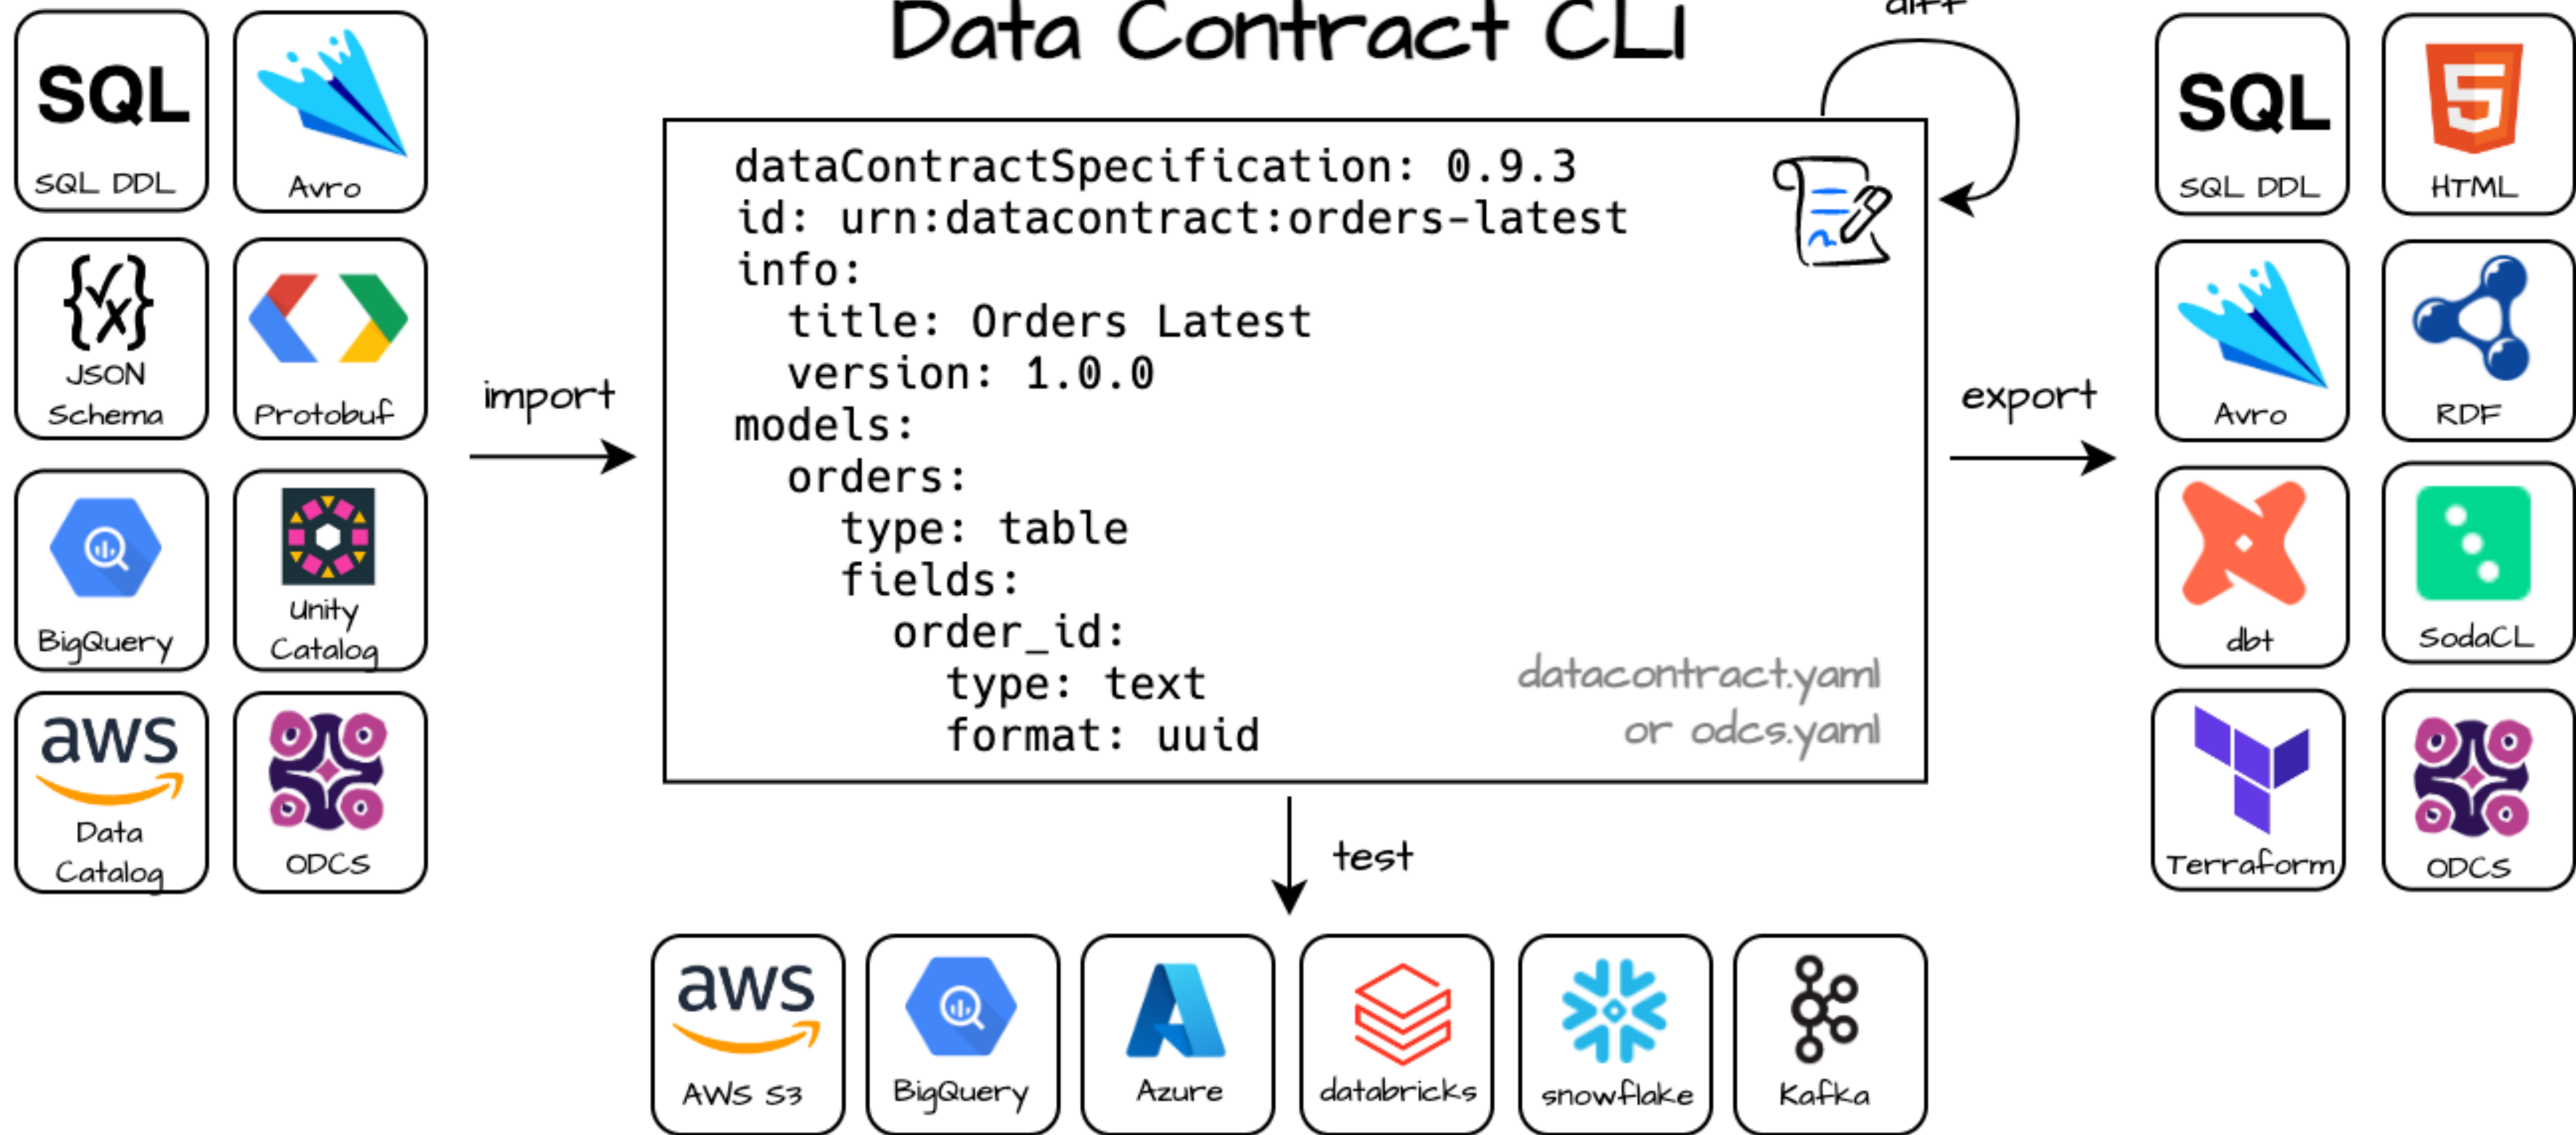 Data Contract CLI
diff
SQL
SQL DDL
Avro
JSON
Schema
Protobuf
BigQuery
Unity
Catalog
aws
Data
Catalog
ODCS
import
dataContractSpecification: 0.9.3
id: urn:datacontract:orders-latest
info:
  title: Orders Latest
  version: 1.0.0
models:
  orders:
    type: table
    fields:
      order_id:
        type: text
        format: uuid
datacontract.yaml
or odcs.yaml
export
SQL
SQL DDL
HTML
Avro
RDF
dbt
SodaCL
Terraform
ODCS
test
aws
AWS S3
BigQuery
Azure
databricks
snowflake
Kafka